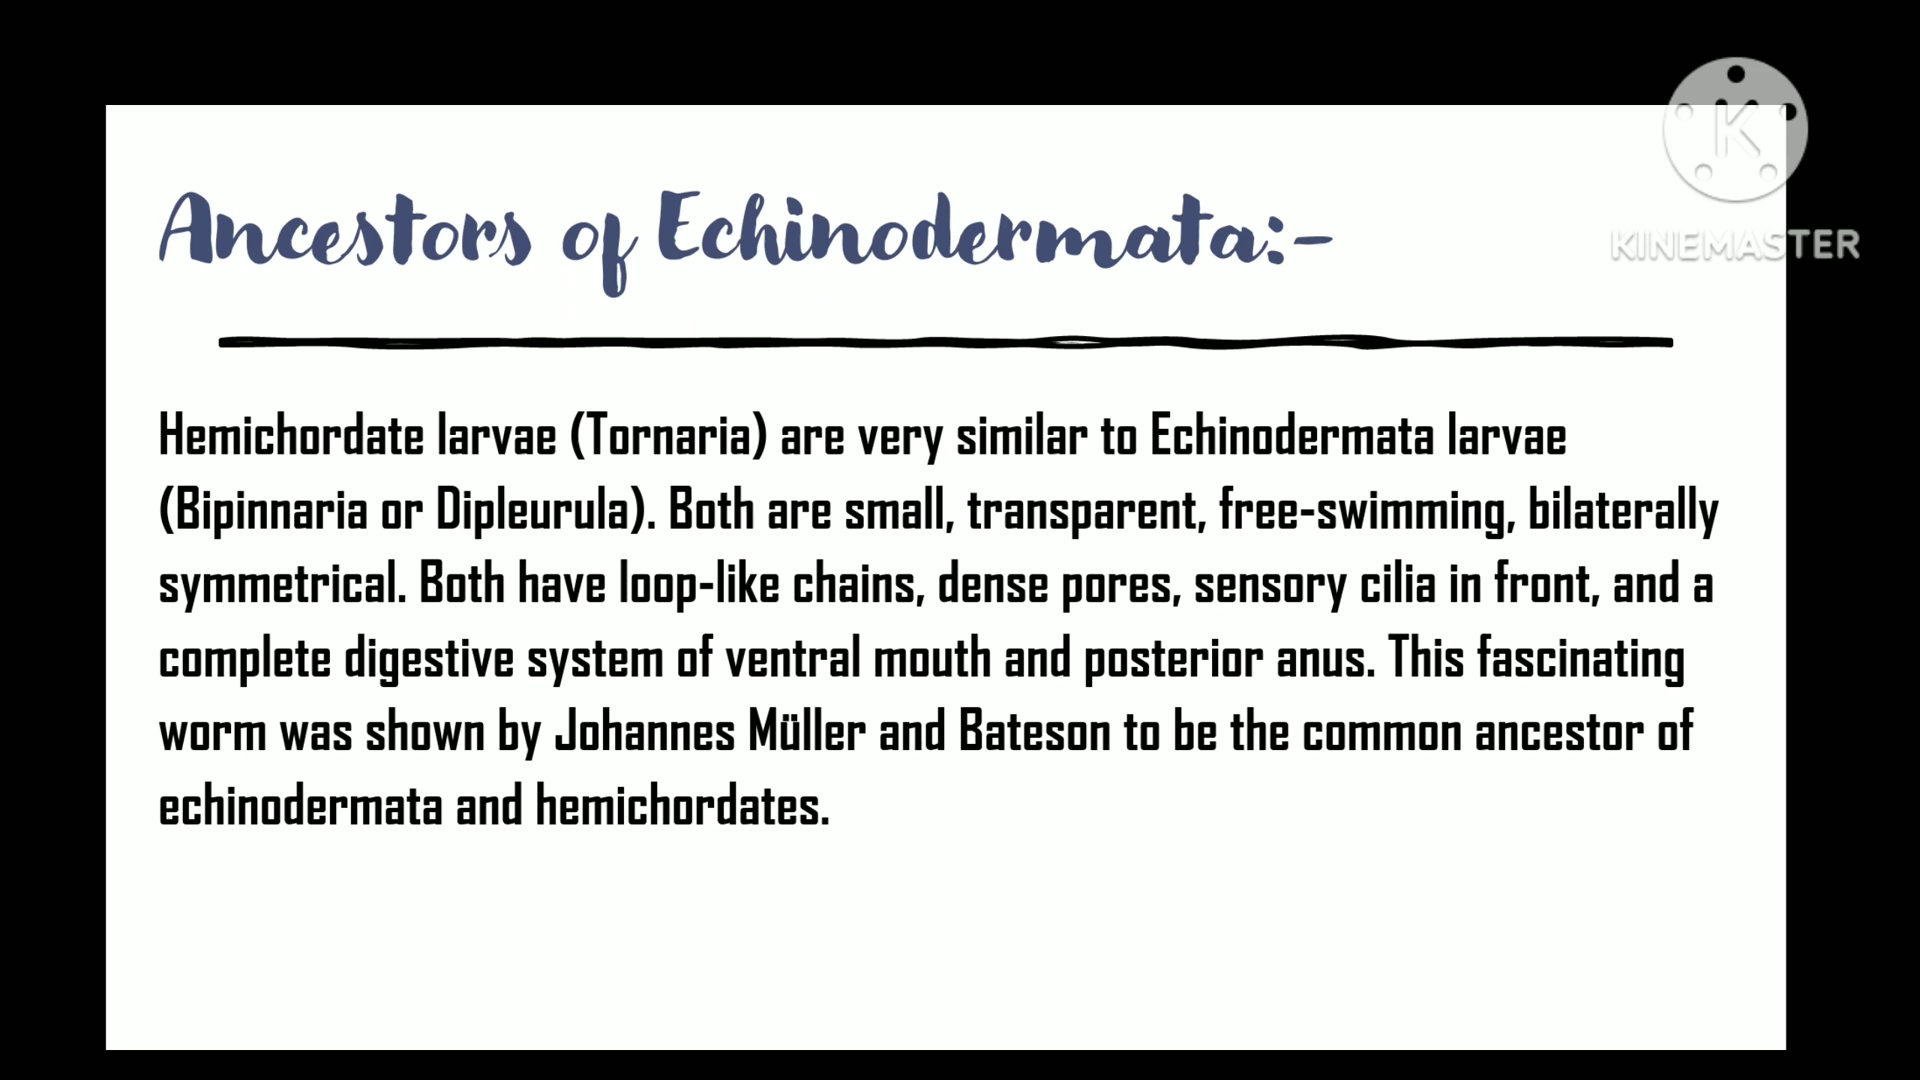 K
KINEMASTER
Ancestors of Echinodermata:-
Hemichordate larvae (Tornaria) are very similar to Echinodermata larvae
(Bipinnaria or Dipleurula). Both are small, transparent, free-swimming, bilaterally
symmetrical. Both have loop-like chains, dense pores, sensory cilia in front, and a
complete digestive system of ventral mouth and posterior anus. This fascinating
worm was shown by Johannes Müller and Bateson to be the common ancestor of
echinodermata and hemichordates.